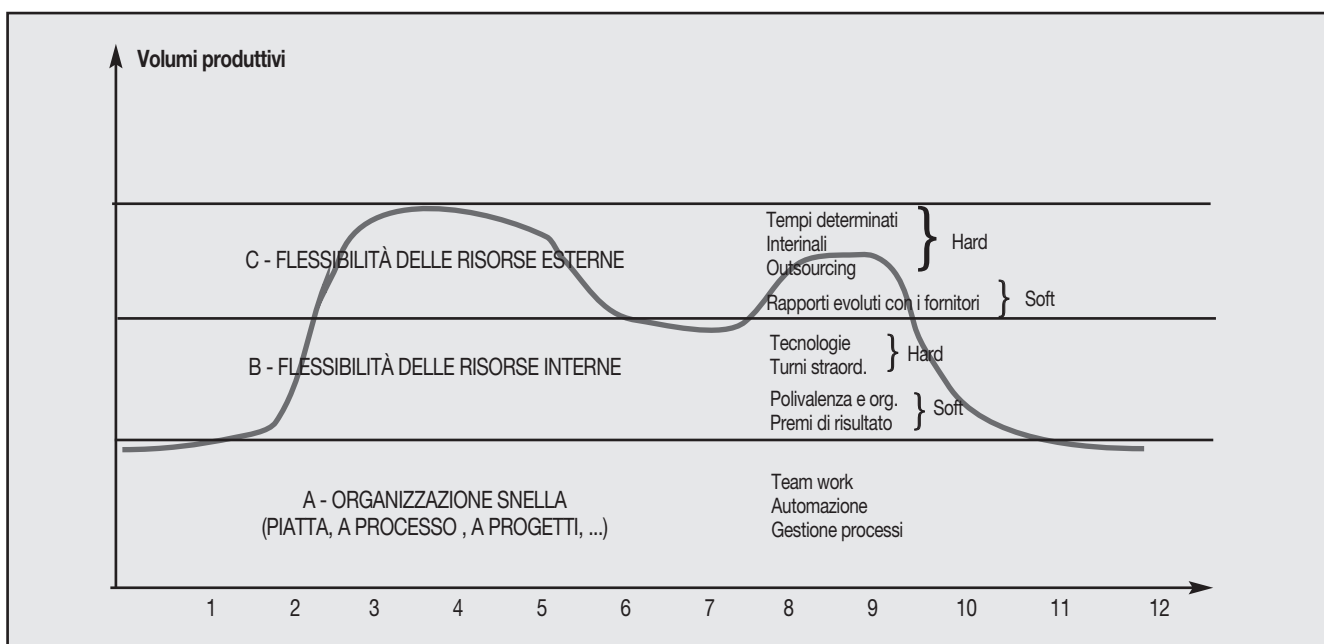 Volumi produttivi
C - FLESSIBILITÀ DELLE RISORSE ESTERNE
Tempi determinati
Interinali
Outsourcing
Hard
Rapporti evoluti con i fornitori
Soft
B - FLESSIBILITÀ DELLE RISORSE INTERNE
Tecnologie
Turni straord.
Hard
Polivalenza e org.
Premi di risultato
Soft
A - ORGANIZZAZIONE SNELLA
(PIATTA, A PROCESSO , A PROGETTI, ...)
Team work
Automazione
Gestione processi
1 2 3 4 5 6 7 8 9 10 11 12